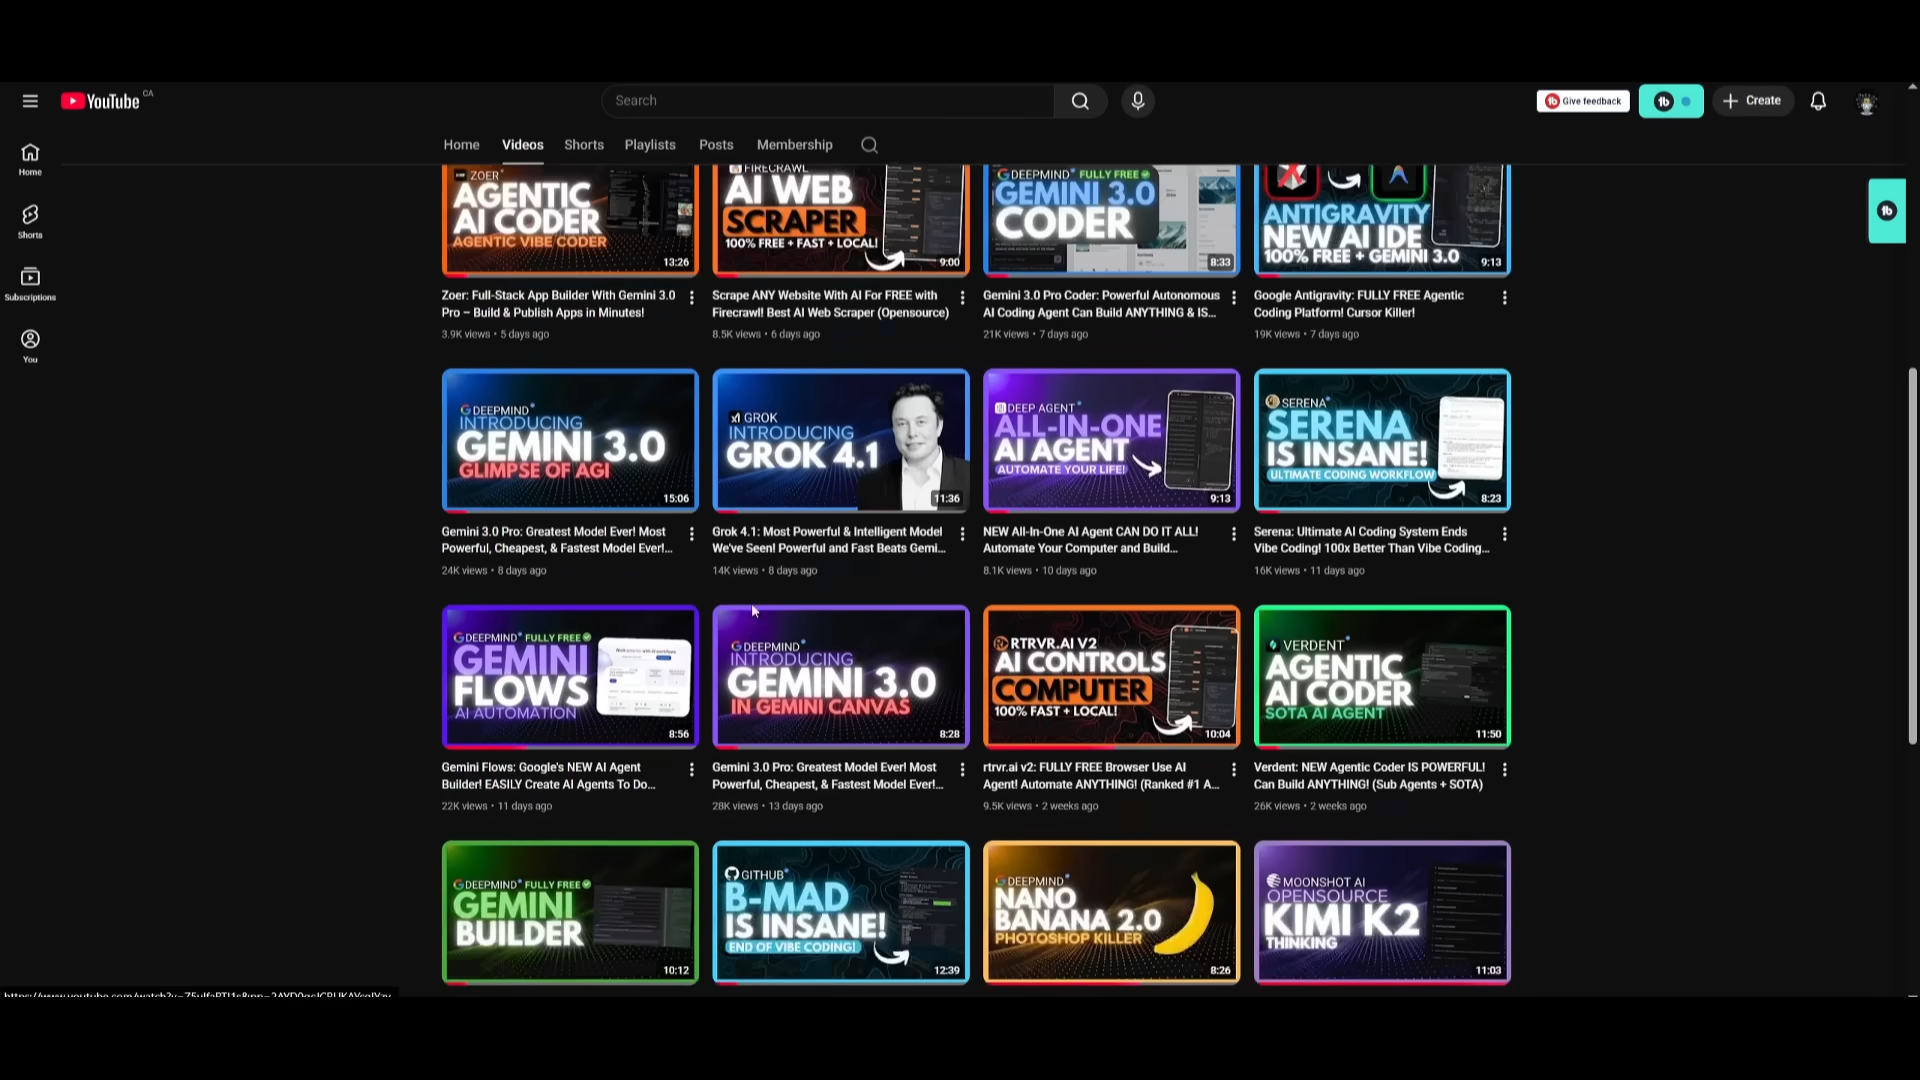 YouTube CA
Search
Give feedback
Create
Home
Videos
Shorts
Playlists
Posts
Membership
Home
Shorts
Subscriptions
You
ZOER
AGENTIC
AI CODER
AGENTIC VIBE CODER
13:26
Zoer: Full-Stack App Builder With Gemini 3.0
Pro – Build & Publish Apps in Minutes!
3.9K views • 5 days ago
FIRECRAWL
AI WEB
SCRAPER
100% FREE + FAST + LOCAL!
9:00
Scrape ANY Website With AI For FREE with
Firecrawl! Best AI Web Scraper (Opensource)
8.5K views • 6 days ago
DEEPMIND FULLY FREE
GEMINI 3.0
CODER
8:33
Gemini 3.0 Pro Coder: Powerful Autonomous
AI Coding Agent Can Build ANYTHING & IS...
21K views • 7 days ago
ANTIGRAVITY
NEW AI IDE
100% FREE + GEMINI 3.0
9:13
Google Antigravity: FULLY FREE Agentic
Coding Platform! Cursor Killer!
19K views • 7 days ago
DEEPMIND
INTRODUCING
GEMINI 3.0
GLIMPSE OF AGI
15:06
Gemini 3.0 Pro: Greatest Model Ever! Most
Powerful, Cheapest, & Fastest Model Ever!...
24K views • 8 days ago
GROK
INTRODUCING
GROK 4.1
11:36
Grok 4.1: Most Powerful & Intelligent Model
We've Seen! Powerful and Fast Beats Gemi...
14K views • 8 days ago
DEEP AGENT
ALL-IN-ONE
AI AGENT
AUTOMATE YOUR LIFE!
9:13
NEW All-In-One AI Agent CAN DO IT ALL!
Automate Your Computer and Build...
8.1K views • 10 days ago
SERENA
SERENA
IS INSANE!
ULTIMATE CODING WORKFLOW
8:23
Serena: Ultimate AI Coding System Ends
Vibe Coding! 100x Better Than Vibe Coding...
16K views • 11 days ago
DEEPMIND FULLY FREE
GEMINI
FLOWS
AI AUTOMATION
8:56
Gemini Flows: Google's NEW AI Agent
Builder! EASILY Create AI Agents To Do...
22K views • 11 days ago
DEEPMIND
INTRODUCING
GEMINI 3.0
IN GEMINI CANVAS
8:28
Gemini 3.0 Pro: Greatest Model Ever! Most
Powerful, Cheapest, & Fastest Model Ever!...
28K views • 13 days ago
RTRVR.AI V2
AI CONTROLS
COMPUTER
100% FAST + LOCAL!
10:04
rtrvr.ai v2: FULLY FREE Browser Use AI
Agent! Automate ANYTHING! (Ranked #1 A...
9.5K views • 2 weeks ago
VERDENT
AGENTIC
AI CODER
SOTA AI AGENT
11:50
Verdent: NEW Agentic Coder IS POWERFUL!
Can Build ANYTHING! (Sub Agents + SOTA)
26K views • 2 weeks ago
DEEPMIND FULLY FREE
GEMINI
BUILDER
10:12
GITHUB
B-MAD
IS INSANE!
END OF VIBE CODING!
12:39
DEEPMIND
NANO
BANANA 2.0
PHOTOSHOP KILLER
8:26
MOONSHOT AI
OPENSOURCE
KIMI K2
THINKING
11:03